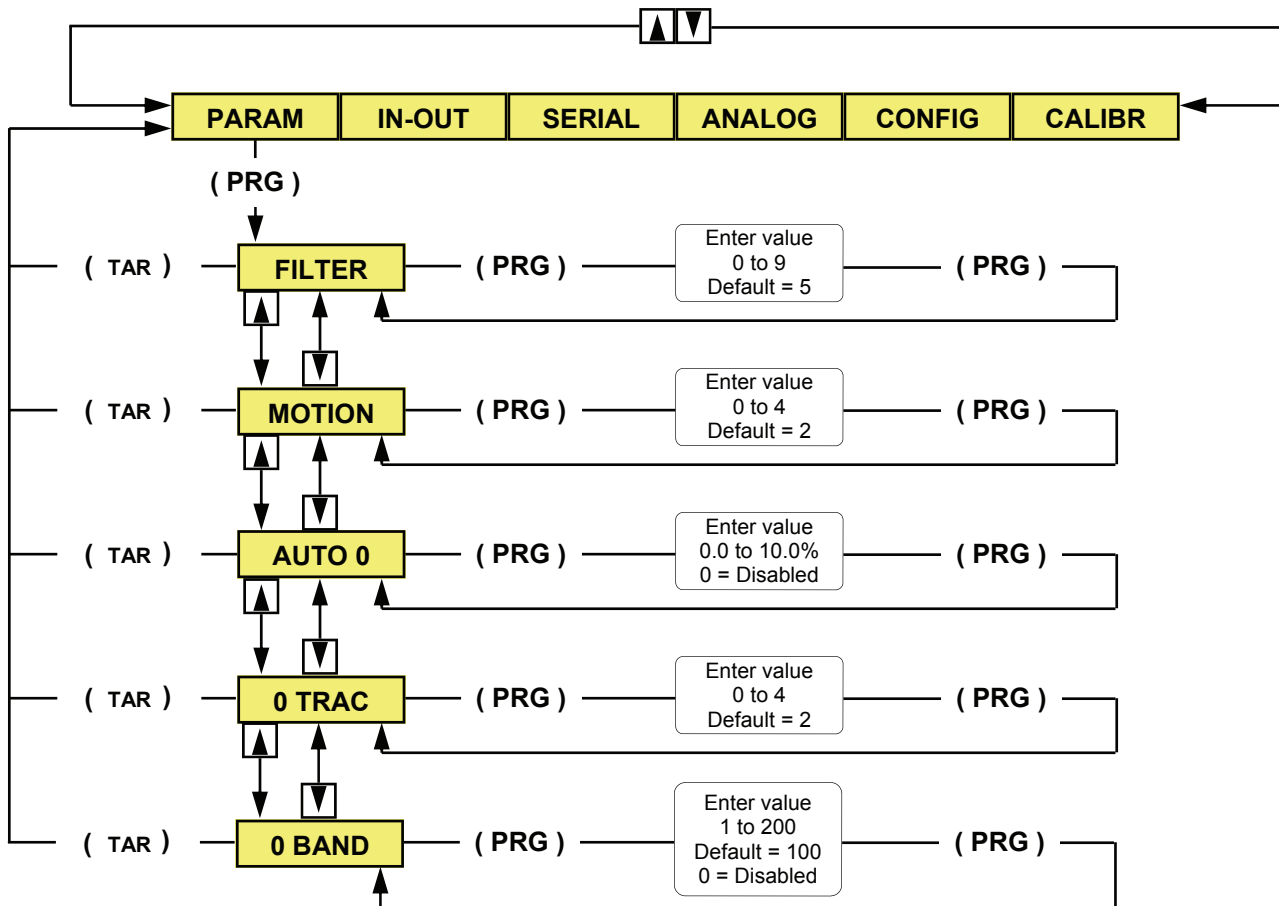 PARAM IN-OUT SERIAL ANALOG CONFIG CALIBR
( PRG )
( TAR ) FILTER ( PRG ) Enter value
0 to 9
Default = 5 ( PRG )
( TAR ) MOTION ( PRG ) Enter value
0 to 4
Default = 2 ( PRG )
( TAR ) AUTO 0 ( PRG ) Enter value
0.0 to 10.0%
0 = Disabled ( PRG )
( TAR ) 0 TRAC ( PRG ) Enter value
0 to 4
Default = 2 ( PRG )
( TAR ) 0 BAND ( PRG ) Enter value
1 to 200
Default = 100
0 = Disabled ( PRG )